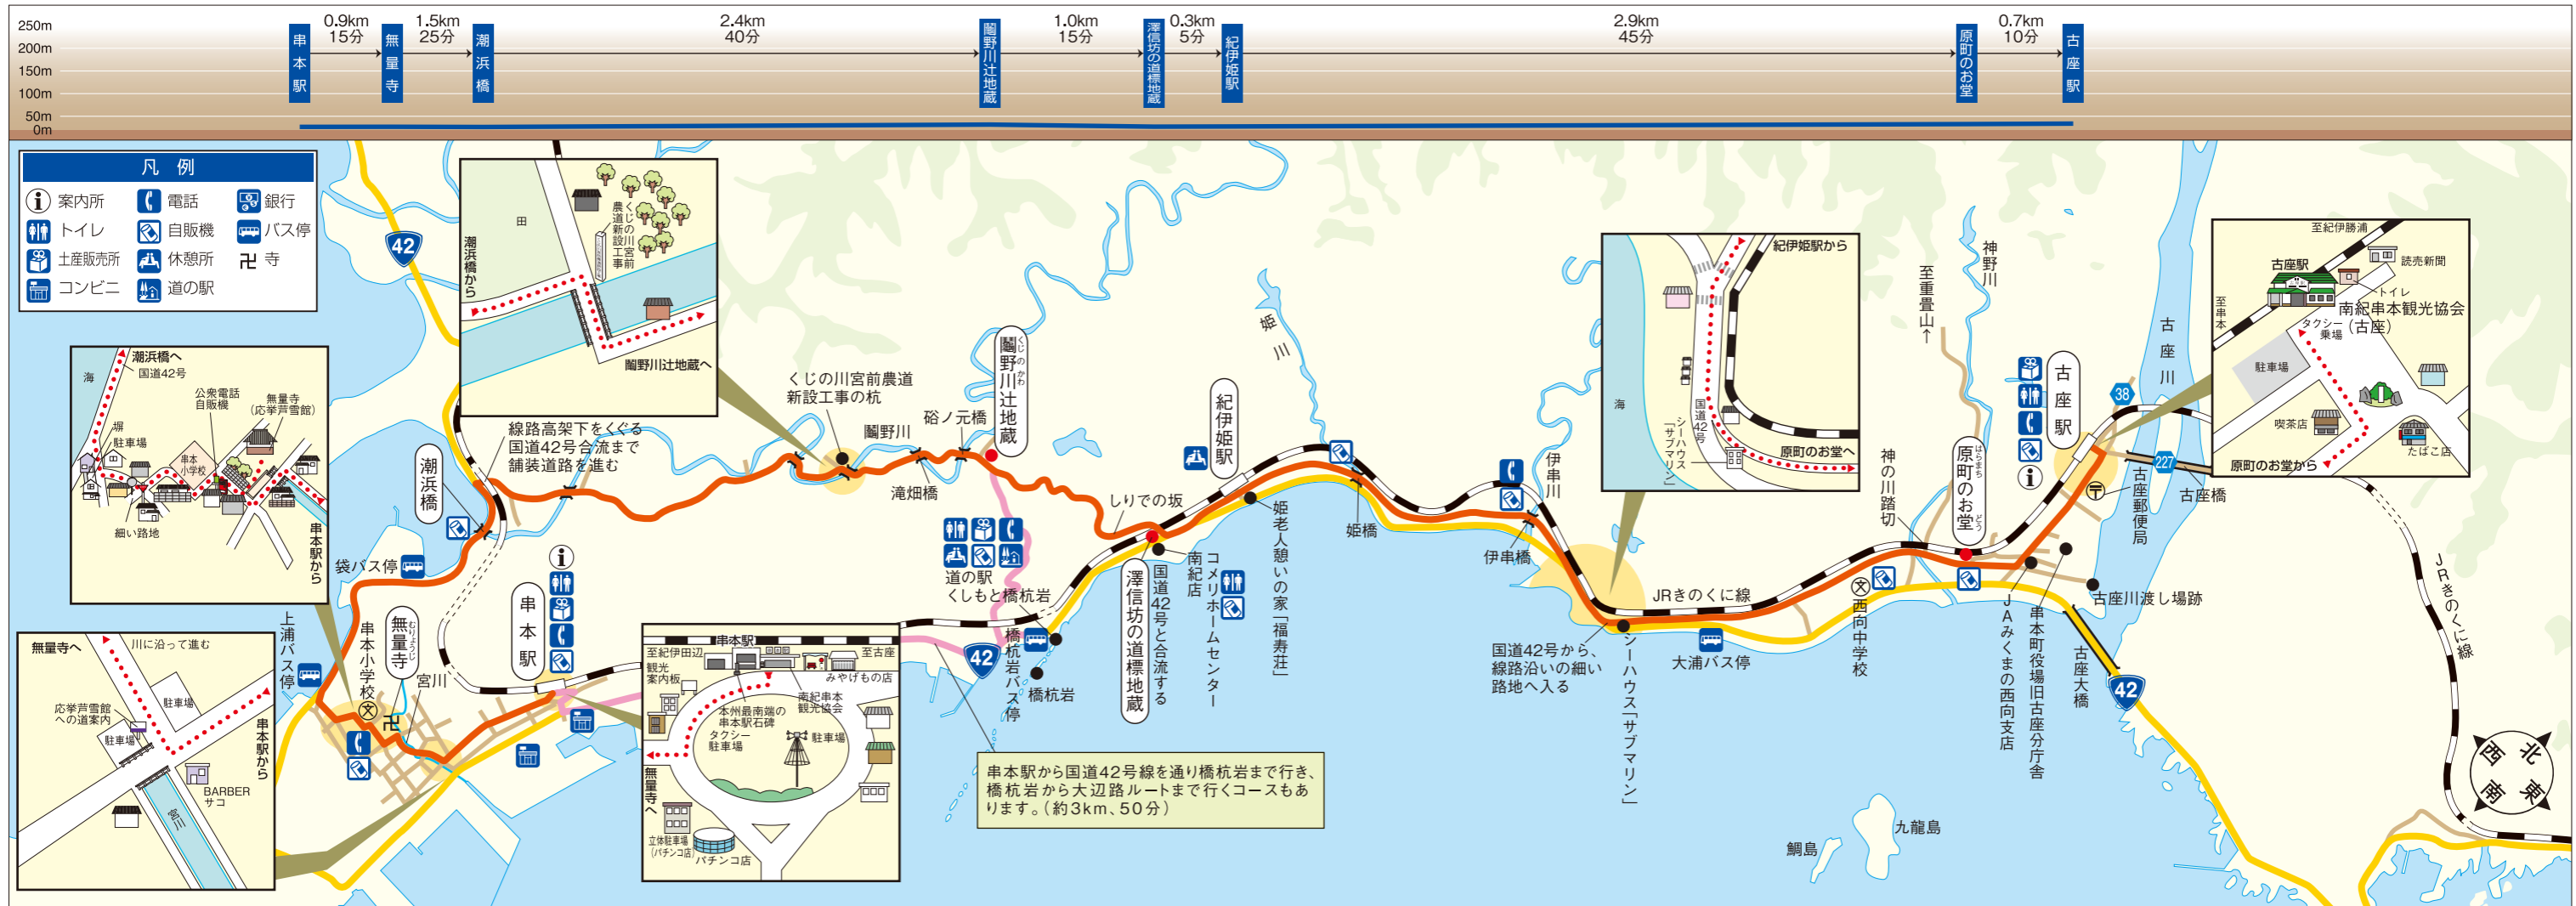 250m
200m
150m
100m
50m
0m
串本駅
0.9km
15分
無量寺
1.5km
25分
潮浜橋
2.4km
40分
鬮野川辻地蔵
1.0km
15分
澤信坊の道標地蔵
0.3km
5分
紀伊姫駅
2.9km
45分
原町のお堂
0.7km
10分
古座駅
凡例
案内所
電話
銀行
トイレ
自販機
バス停
土産販売所
休憩所
寺
コンビニ
道の駅
42
田
潮浜橋から
くじの川宮前
農道新設工事
鬮野川辻地蔵へ
潮浜橋へ
国道42号
海
公衆電話
自販機
無量寺
(応挙芦雪館)
塀
駐車場
串本
小学校
細い路地
串本駅から
無量寺へ
川に沿って進む
駐車場
応挙芦雪館
への道案内
駐車場
串本駅から
BARBER
サコ
宮川
潮浜橋
線路高架下をくぐる
国道42号合流まで
舗装道路を進む
袋バス停
上浦バス停
串本小学校
文
無量寺
むりょうじ
宮川
串本駅
くじの川宮前農道
新設工事の杭
鬮野川
滝畑橋
硲ノ元橋
鬮野川辻地蔵
くじのかわ
しりでの坂
道の駅
くしもと橋杭岩
42
橋杭岩バス停
橋杭岩
澤信坊の道標地蔵
国道42号と合流する
南紀店
コメリホームセンター
紀伊姫駅
姫老人憩いの家「福寿荘」
姫川
姫橋
伊串川
伊串橋
串本駅
至紀伊田辺
至古座
観光
案内板
みやげもの店
南紀串本
観光協会
本州最南端の
串本駅石碑
タクシー
駐車場
駐車場
無量寺へ
立体駐車場
(パチンコ店)
パチンコ店
串本駅から国道42号線を通り橋杭岩まで行き、
橋杭岩から大辺路ルートまで行くコースもあ
ります。(約3km、50分)
紀伊姫駅から
海
国道42号
シーハウス
「サブマリン」
原町のお堂へ
国道42号から、
線路沿いの細い
路地へ入る
シーハウス「サブマリン」
JRきのくに線
大浦バス停
文
西向中学校
神の川踏切
至重畳山→
神野川
原町のお堂
はらまち
どう
古座駅
38
227
古座川
古座橋
古座郵便局
古座川渡し場跡
JAみくまの西向支店
串本町役場旧古座分庁舎
古座大橋
42
JRきのくに線
至紀伊勝浦
古座駅
読売新聞
トイレ
至串本
南紀串本観光協会
(古座)
タクシー
乗場
駐車場
喫茶店
たばこ店
原町のお堂から
九龍島
鯛島
北
西
東
南